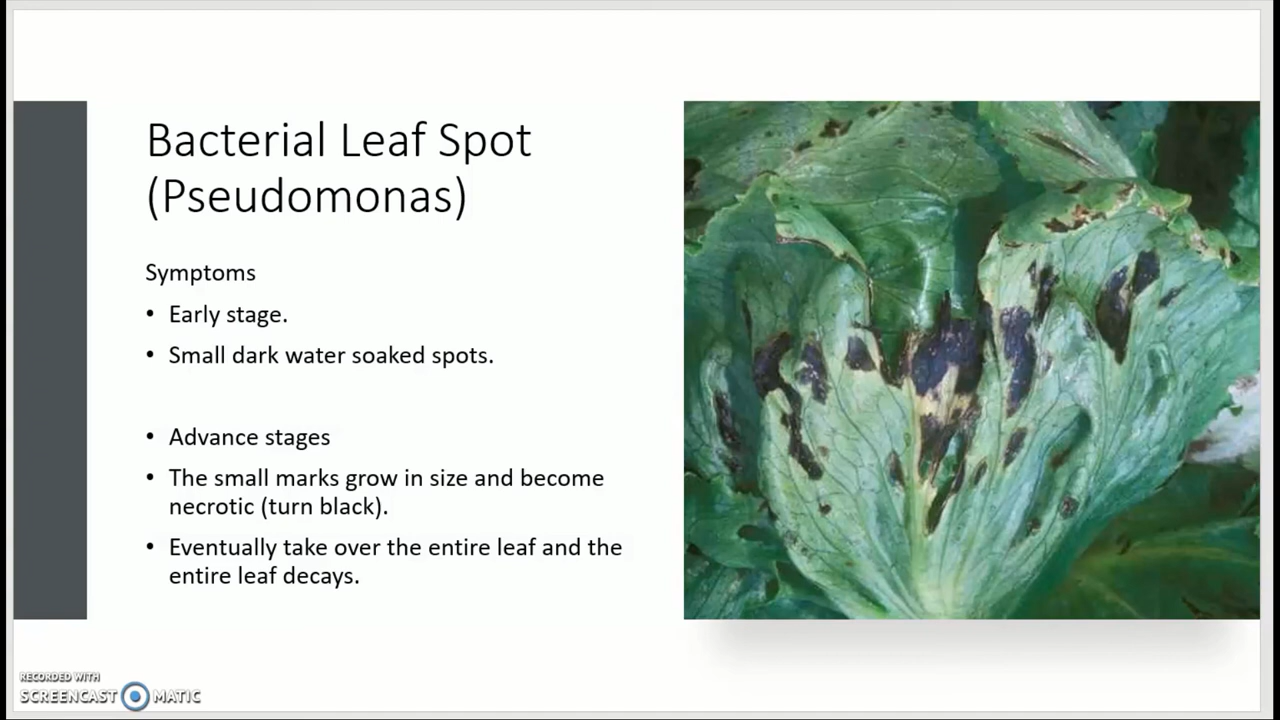 Bacterial Leaf Spot
(Pseudomonas)
Symptoms
• Early stage.
• Small dark water soaked spots.
• Advance stages
• The small marks grow in size and become
necrotic (turn black).
• Eventually take over the entire leaf and the
entire leaf decays.
RECORDED WITH
SCREENCAST MATIC